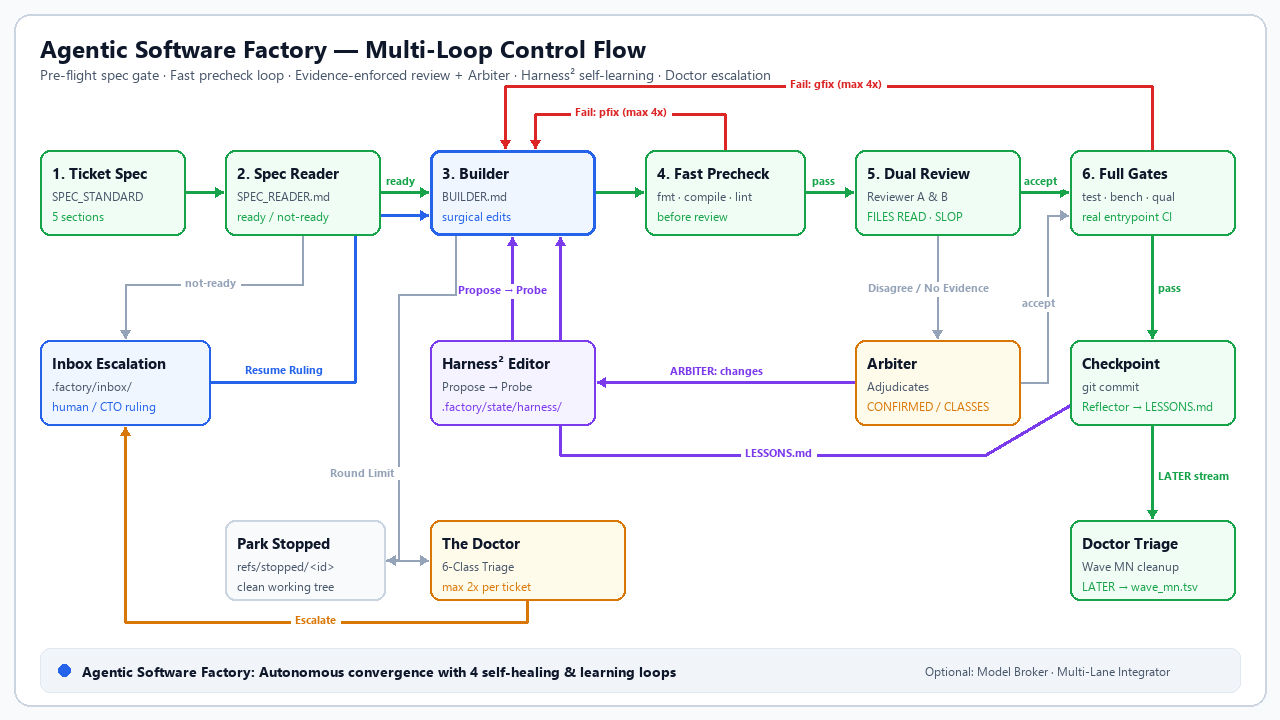 Agentic Software Factory — Multi-Loop Control Flow
Pre-flight spec gate · Fast precheck loop · Evidence-enforced review + Arbiter · Harness² self-learning · Doctor escalation
Fail: gfix (max 4x)
Fail: pfix (max 4x)
1. Ticket Spec
SPEC_STANDARD
5 sections
2. Spec Reader
SPEC_READER.md
ready / not-ready
ready
3. Builder
BUILDER.md
surgical edits
4. Fast Precheck
fmt · compile · lint
before review
pass
5. Dual Review
Reviewer A & B
FILES READ · SLOP
accept
6. Full Gates
test · bench · qual
real entrypoint CI
not-ready
Propose → Probe
Disagree / No Evidence
accept
pass
Inbox Escalation
.factory/inbox/
human / CTO ruling
Resume Ruling
Harness² Editor
Propose → Probe
.factory/state/harness/
ARBITER: changes
Arbiter
Adjudicates
CONFIRMED / CLASSES
Checkpoint
git commit
Reflector → LESSONS.md
LESSONS.md
Round Limit
LATER stream
Park Stopped
refs/stopped/<id>
clean working tree
The Doctor
6-Class Triage
max 2x per ticket
Doctor Triage
Wave MN cleanup
LATER → wave_mn.tsv
Escalate
Agentic Software Factory: Autonomous convergence with 4 self-healing & learning loops
Optional: Model Broker · Multi-Lane Integrator